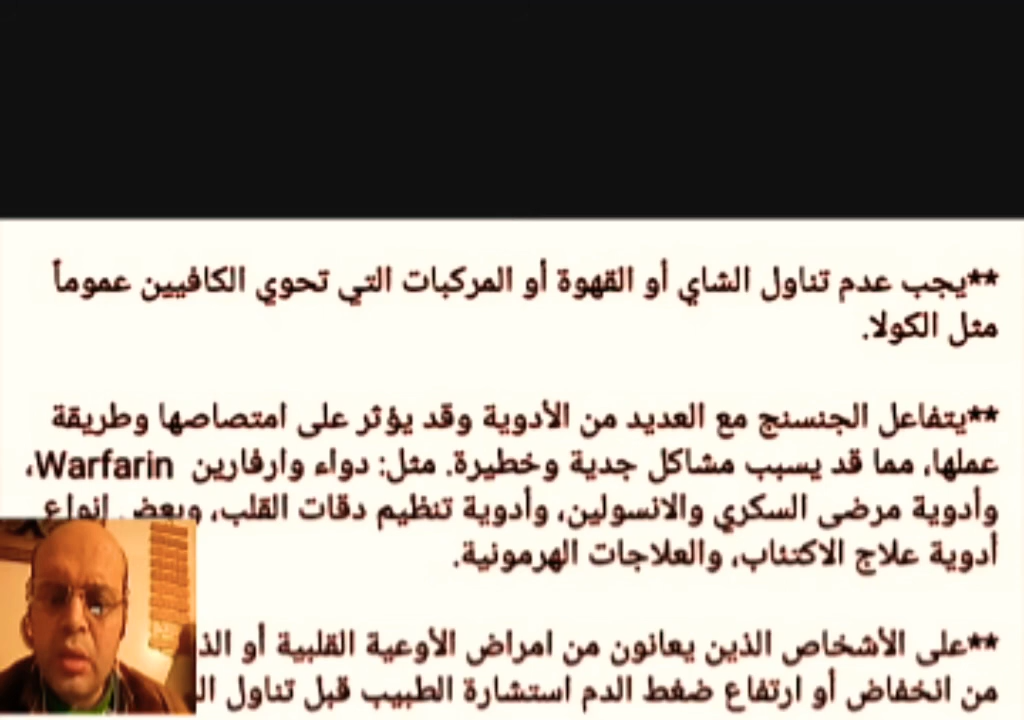 **يجب عدم تناول الشاي أو القهوة أو المركبات التي تحوي الكافيين عموماً
مثل الكولا.
**يتفاعل الجنسنج مع العديد من الأدوية وقد يؤثر على امتصاصها وطريقة
عملها، مما قد يسبب مشاكل جدية وخطيرة. مثل: دواء وارفارين Warfarin،
وأدوية مرضى السكري والانسولين، وأدوية تنظيم دقات القلب، وبعض انواع
أدوية علاج الاكتئاب، والعلاجات الهرمونية.
**على الأشخاص الذين يعانون من امراض الأوعية القلبية أو
من انخفاض أو ارتفاع ضغط الدم استشارة الطبيب قبل تناول